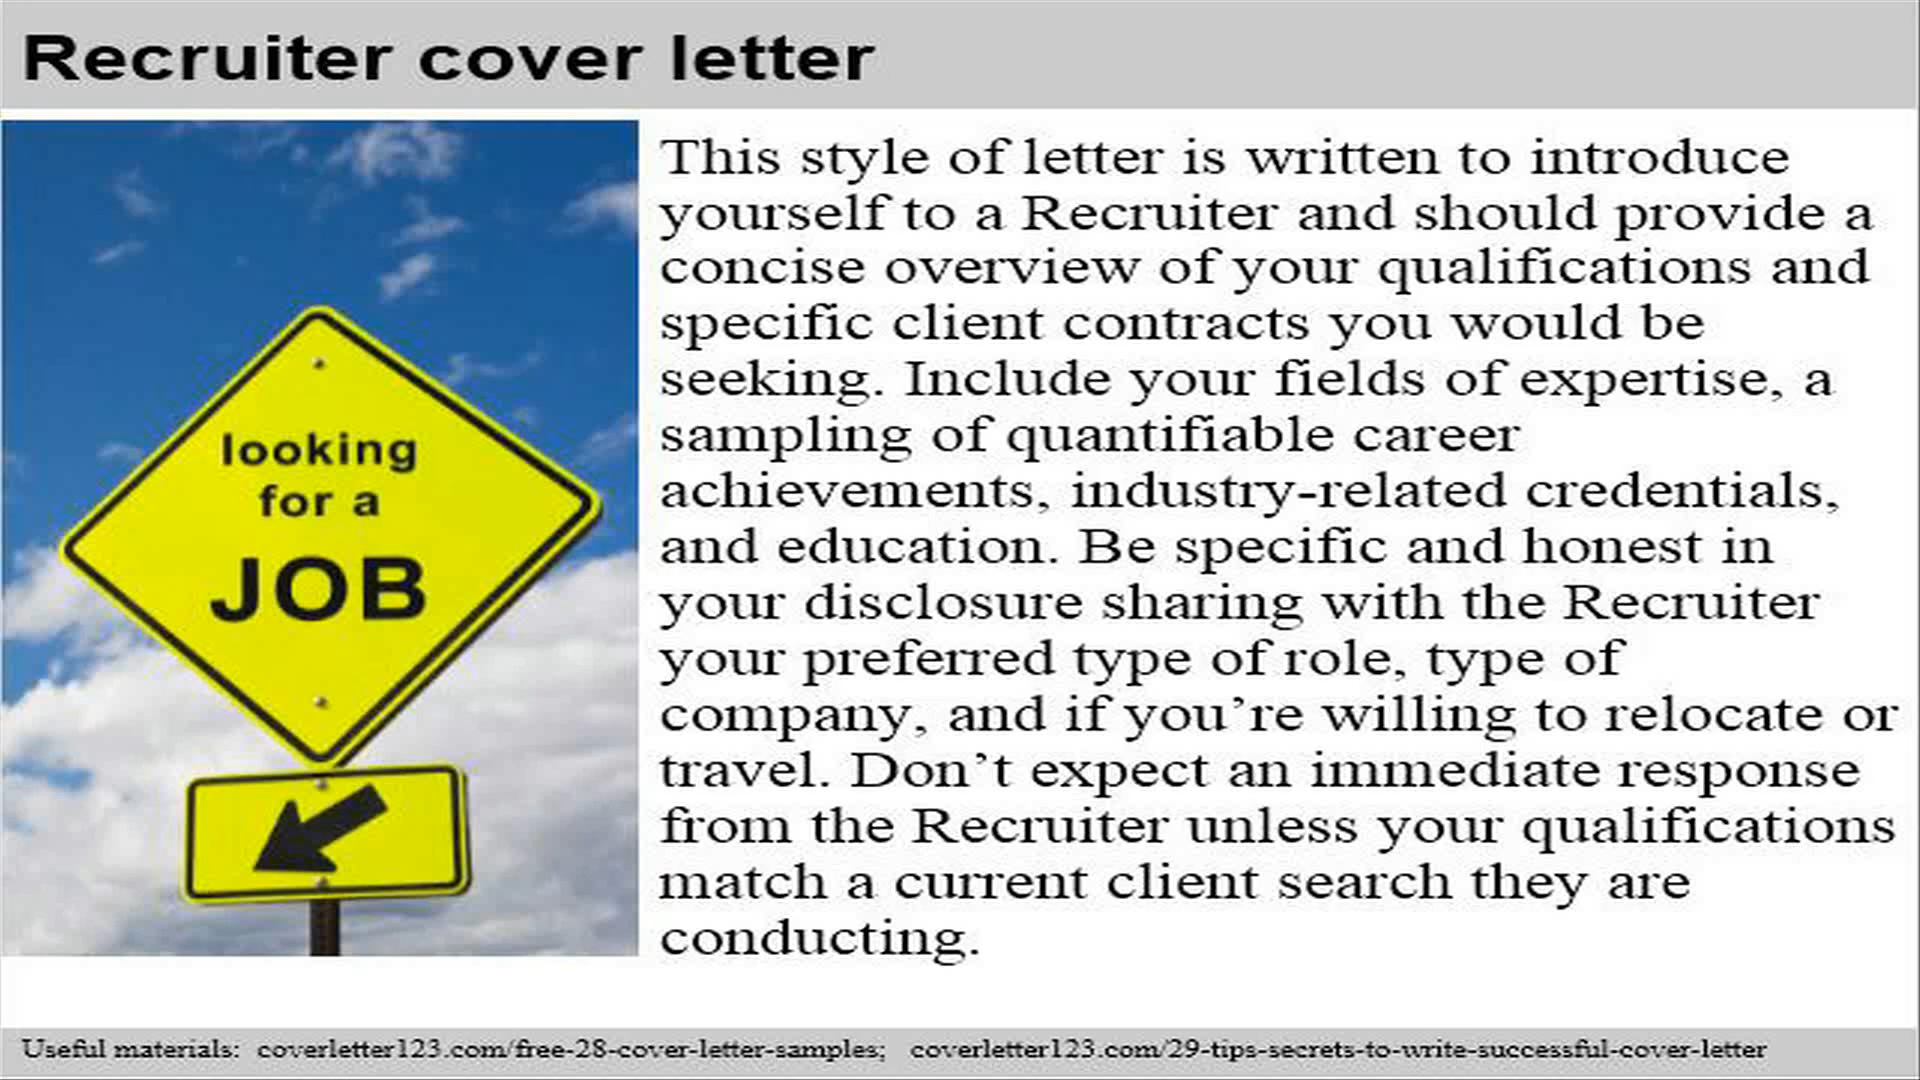 Recruiter cover letter
looking
for a
JOB
This style of letter is written to introduce
yourself to a Recruiter and should provide a
concise overview of your qualifications and
specific client contracts you would be
seeking. Include your fields of expertise, a
sampling of quantifiable career
achievements, industry-related credentials,
and education. Be specific and honest in
your disclosure sharing with the Recruiter
your preferred type of role, type of
company, and if you’re willing to relocate or
travel. Don’t expect an immediate response
from the Recruiter unless your qualifications
match a current client search they are
conducting.
Useful materials: coverletter123.com/free-28-cover-letter-samples; coverletter123.com/29-tips-secrets-to-write-successful-cover-letter